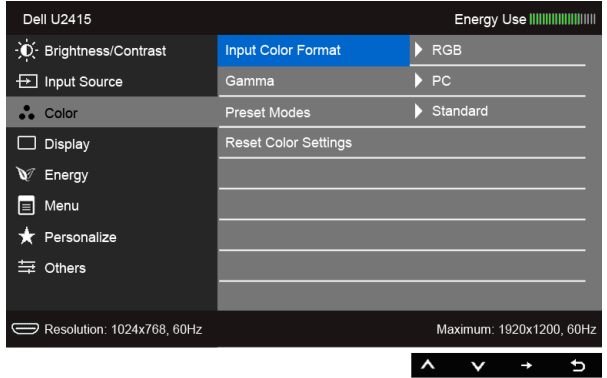 Dell U2415 Energy Use
Brightness/Contrast Input Color Format RGB
Input Source Gamma PC
Color Preset Modes Standard
Display Reset Color Settings
Energy
Menu
Personalize
Others
Resolution: 1024x768, 60Hz Maximum: 1920x1200, 60Hz